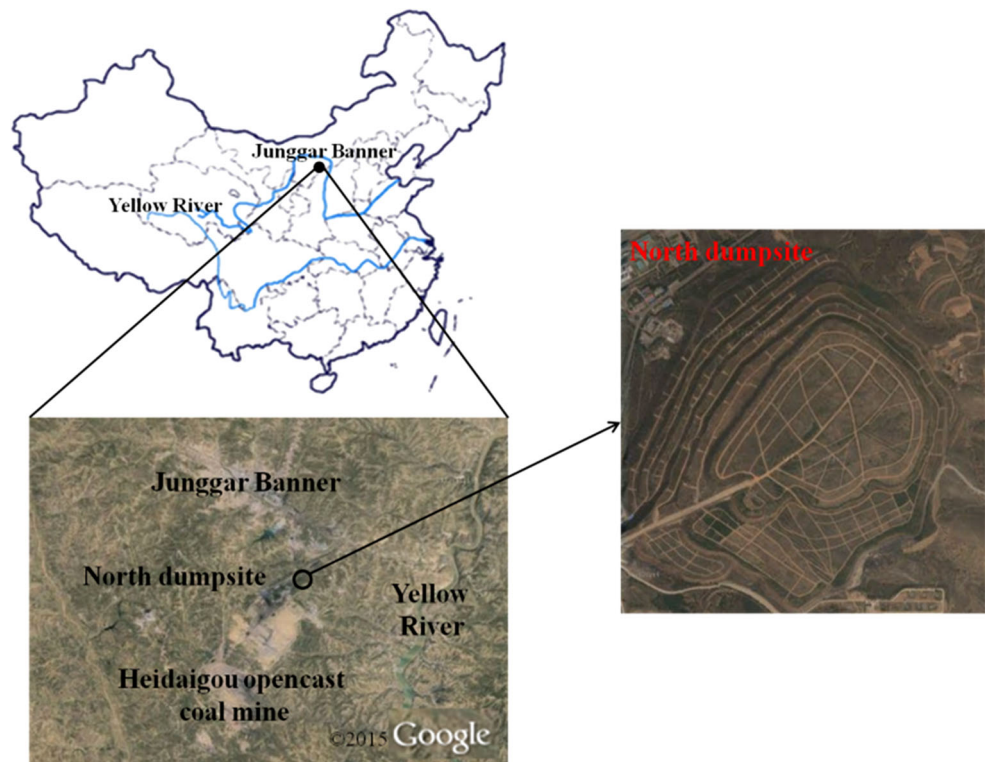 Junggar Banner
Yellow River
North dumpsite
Junggar Banner
North dumpsite
Yellow
River
Heidaigou opencast
coal mine
©2015 Google